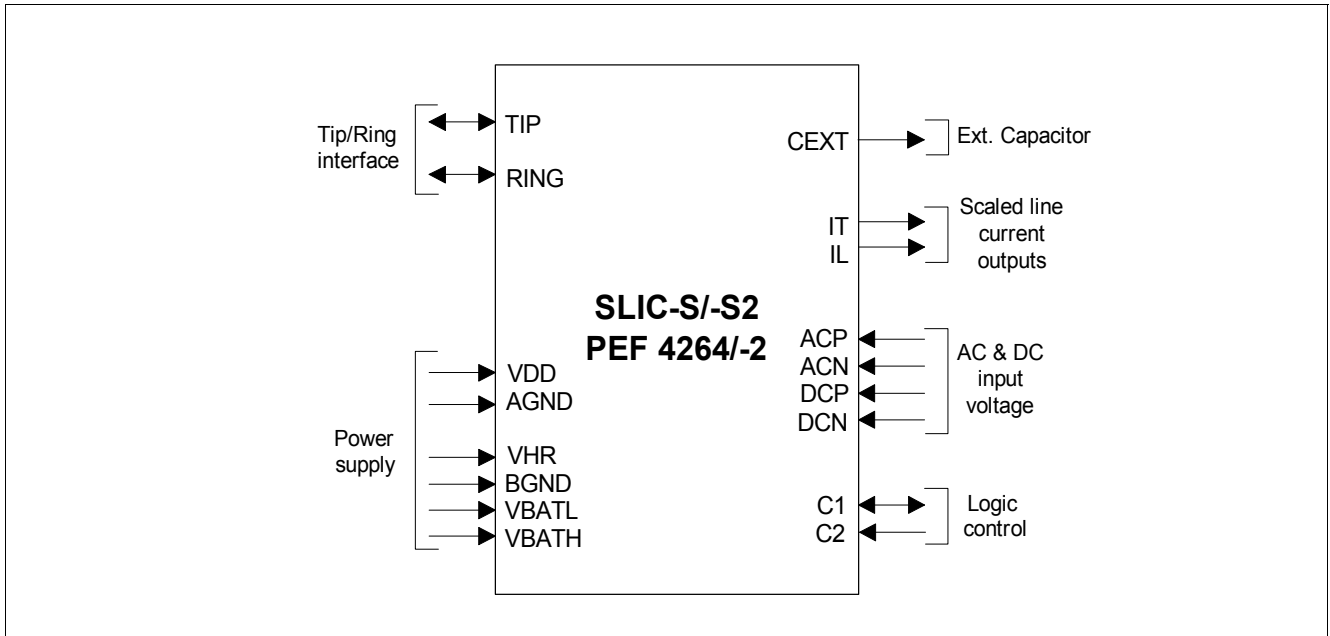 Tip/Ring
interface
TIP
RING
Power
supply
VDD
AGND
VHR
BGND
VBATL
VBATH
SLIC-S/-S2
PEF 4264/-2
CEXT
Ext. Capacitor
IT
IL
Scaled line
current
outputs
ACP
ACN
DCP
DCN
AC & DC
input
voltage
C1
C2
Logic
control